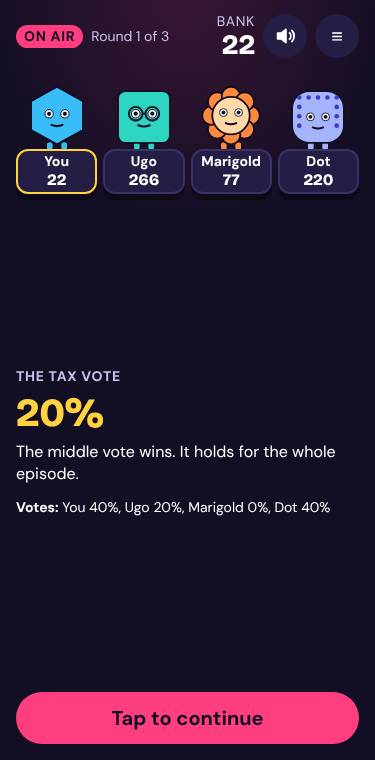 ON AIR
Round 1 of 3
BANK
22
You
22
Ugo
266
Marigold
77
Dot
220
THE TAX VOTE
20%
The middle vote wins. It holds for the whole
episode.
Votes: You 40%, Ugo 20%, Marigold 0%, Dot 40%
Tap to continue